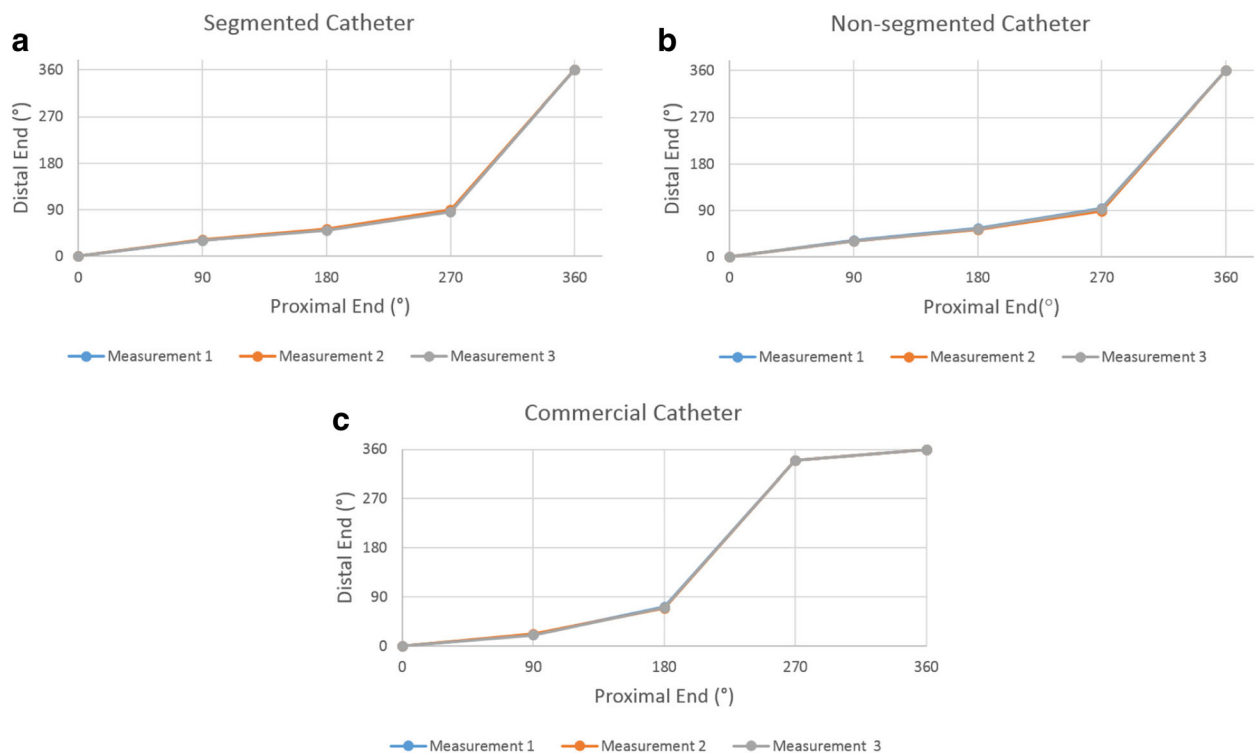 a
Segmented Catheter
360
270
180
90
0
Distal End (°)
0 90 180 270 360
Proximal End (°)
Measurement 1 Measurement 2 Measurement 3
b
Non-segmented Catheter
360
270
180
90
0
Distal End (°)
0 90 180 270 360
Proximal End(°)
Measurement 1 Measurement 2 Measurement 3
c
Commercial Catheter
360
270
180
90
0
Distal End (°)
0 90 180 270 360
Proximal End (°)
Measurement 1 Measurement 2 Measurement 3